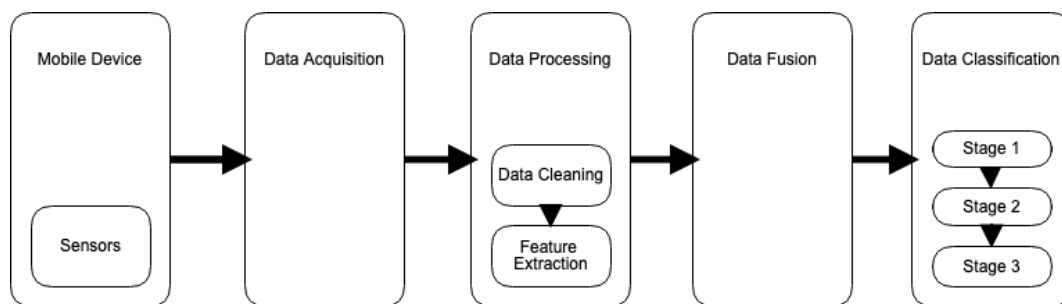 Mobile Device
Data Acquisition
Data Processing
Data Fusion
Data Classification
Sensors
Data Cleaning
Feature
Extraction
Stage 1
Stage 2
Stage 3